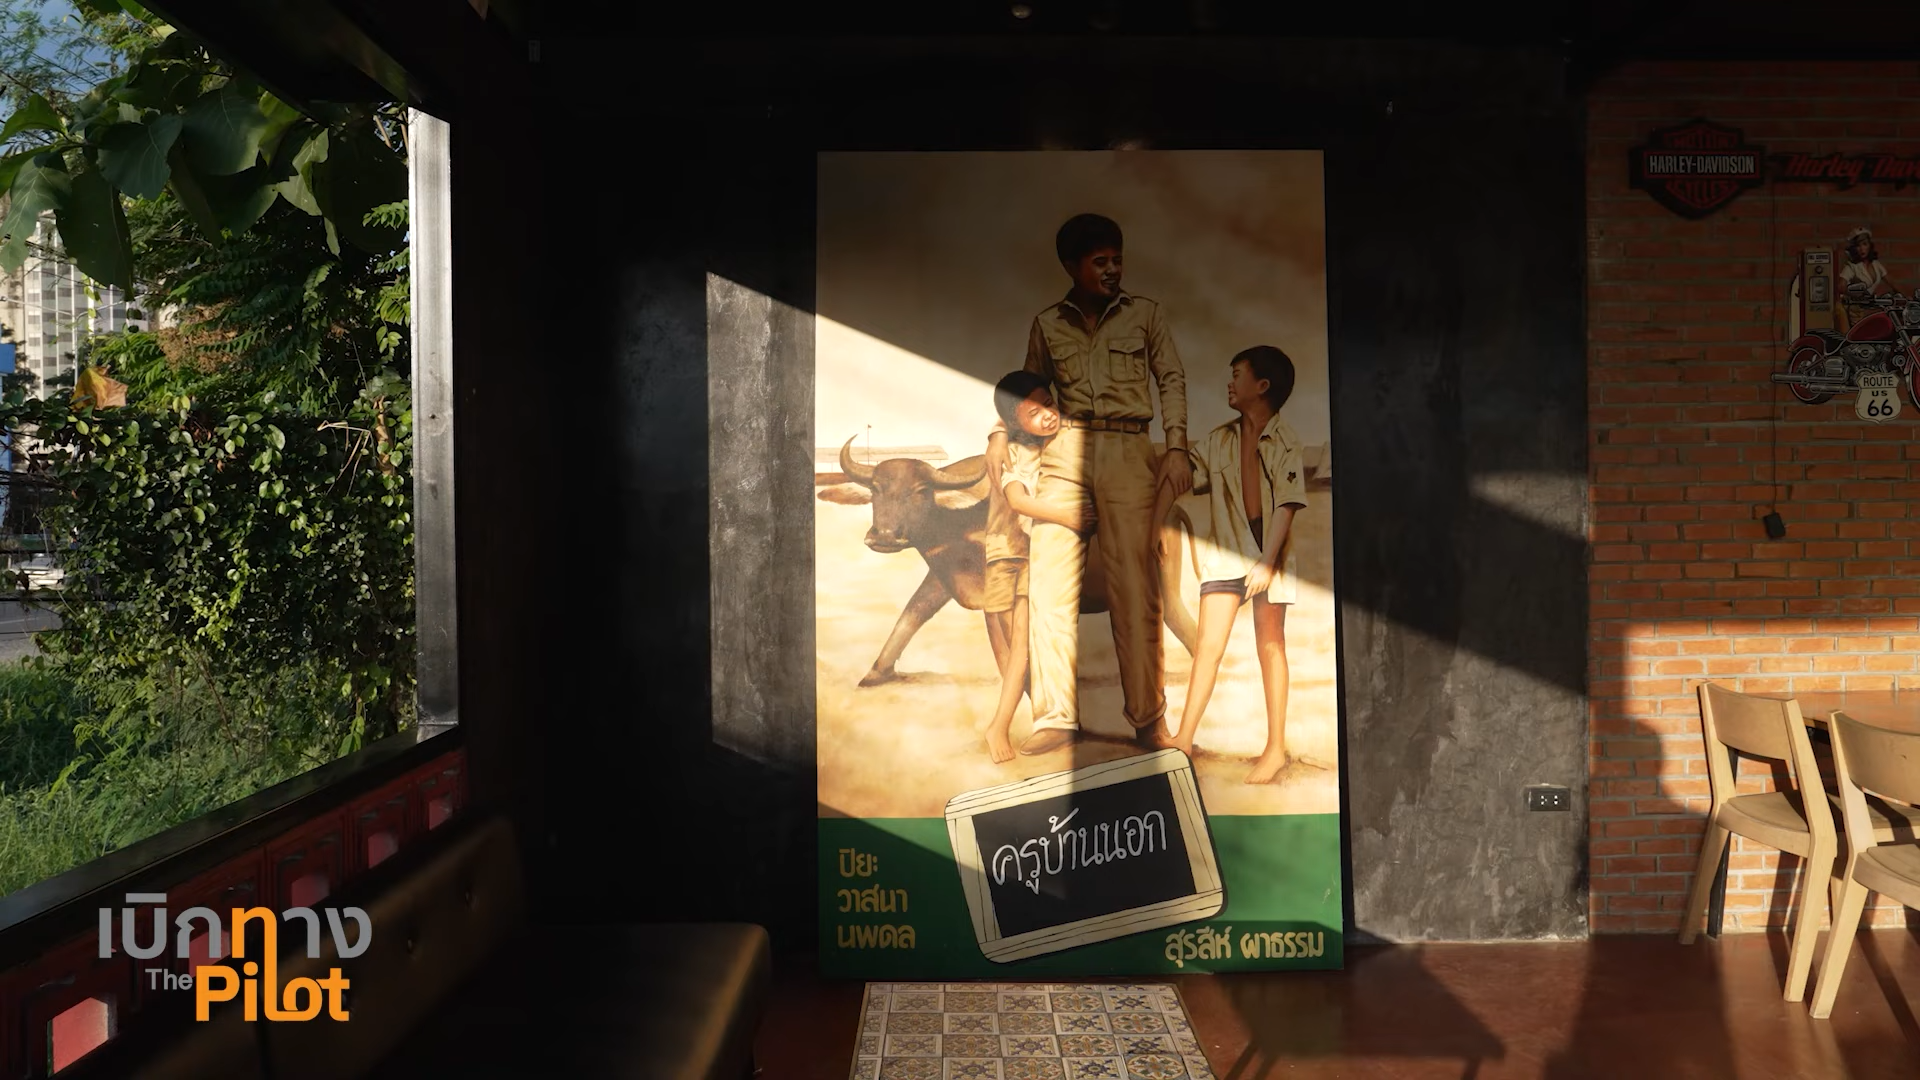 HARLEY-DAVIDSON
CYCLES
ROUTE
US
66
ครูบ้านนอก
ปิยะ
วาสนา
นพดล
สุรสีห์ ผาธรรม
เบิกทาง
The Pilot